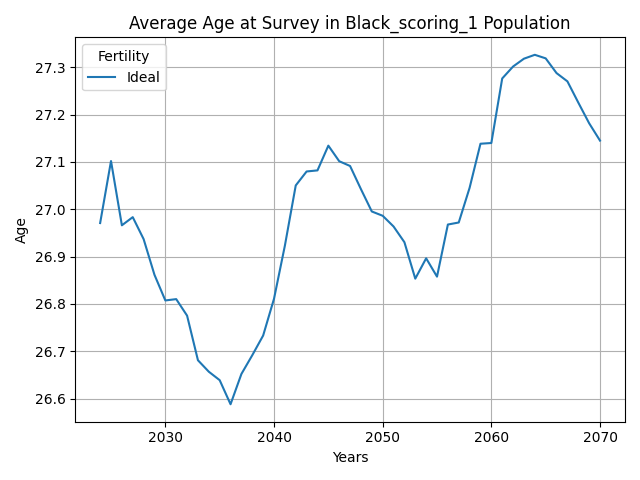 Average Age at Survey in Black_scoring_1 Population
Fertility
Ideal
27.3
27.2
27.1
27.0
26.9
26.8
26.7
26.6
Age
2030 2040 2050 2060 2070
Years